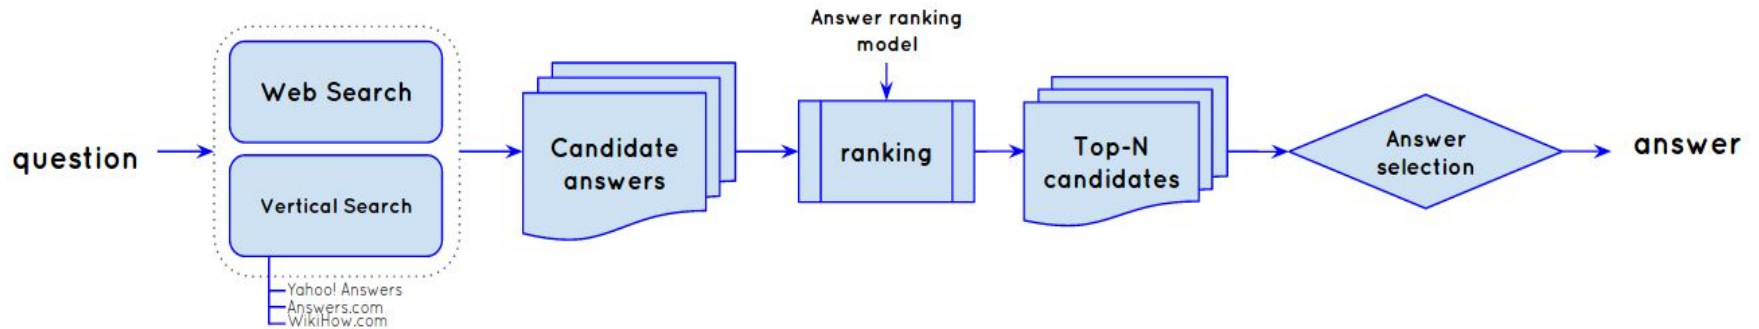 question
Web Search
Vertical Search
Yahoo! Answers
Answers.com
WikiHow.com
Candidate
answers
Answer ranking
model
ranking
Top-N
candidates
Answer
selection
answer